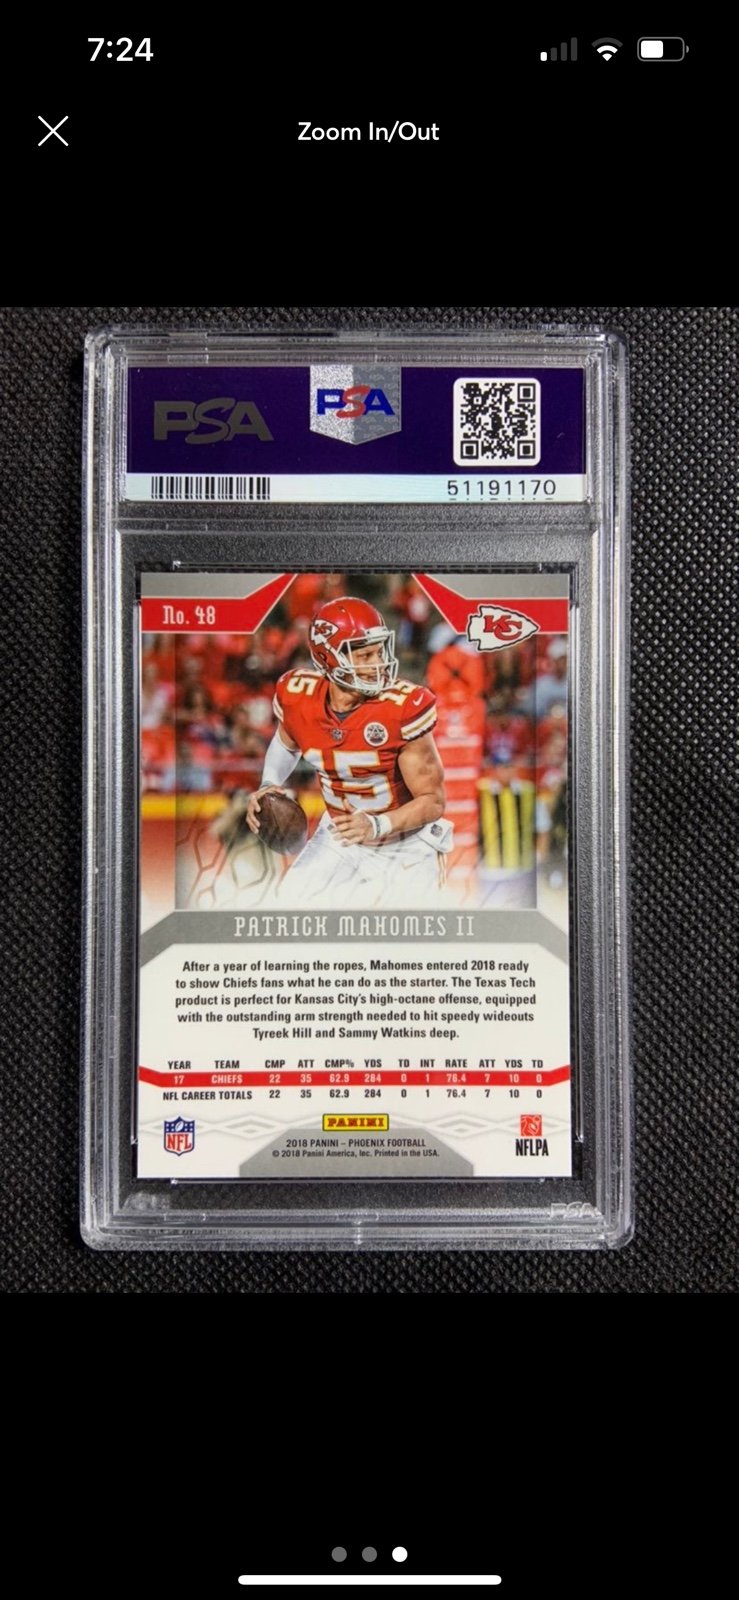 7:24
Zoom In/Out
PSA
PSA
51191170
No. 48
KC
15
15
15
PATRICK MAHOMES II
After a year of learning the ropes, Mahomes entered 2018 ready
to show Chiefs fans what he can do as the starter. The Texas Tech
product is perfect for Kansas City's high-octane offense, equipped
with the outstanding arm strength needed to hit speedy wideouts
Tyreek Hill and Sammy Watkins deep.
YEAR TEAM CMP ATT CMP% YDS TD INT RATE ATT YDS TD
17 CHIEFS 22 35 62.9 284 0 1 76.4 7 10 0
NFL CAREER TOTALS 22 35 62.9 284 0 1 76.4 7 10 0
NFL
PANINI
2018 PANINI – PHOENIX FOOTBALL
© 2018 Panini America, Inc. Printed in the USA.
NFLPA
PSA